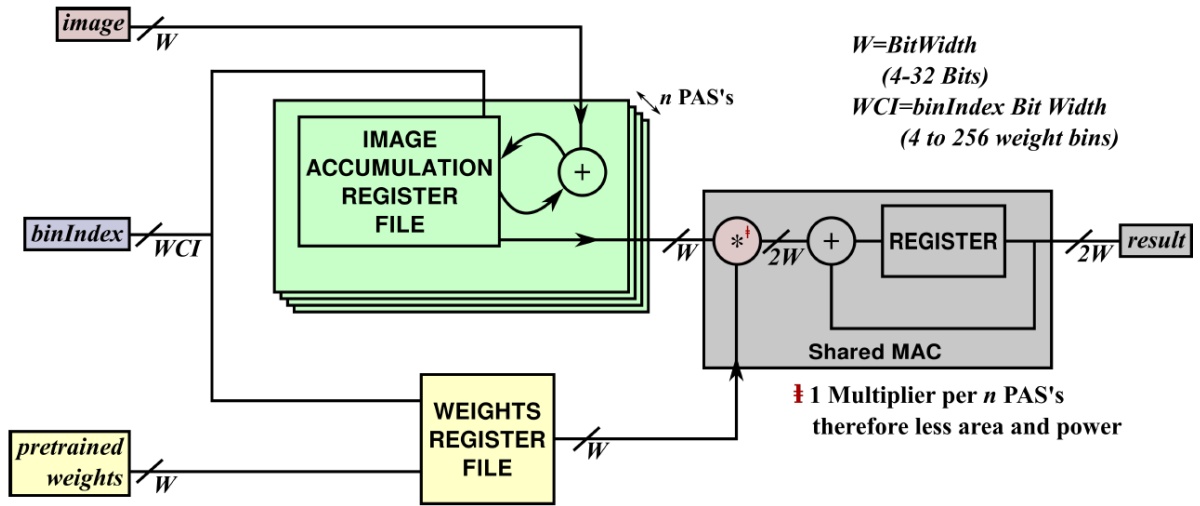 image
W
n PAS's
W=BitWidth
(4-32 Bits)
WCI=binIndex Bit Width
(4 to 256 weight bins)
IMAGE
ACCUMULATION
REGISTER
FILE
+
binIndex
WCI
W
*ǂ
2W
+
REGISTER
2W
result
Shared MAC
ǂ 1 Multiplier per n PAS's
therefore less area and power
WEIGHTS
REGISTER
FILE
W
pretrained
weights
W